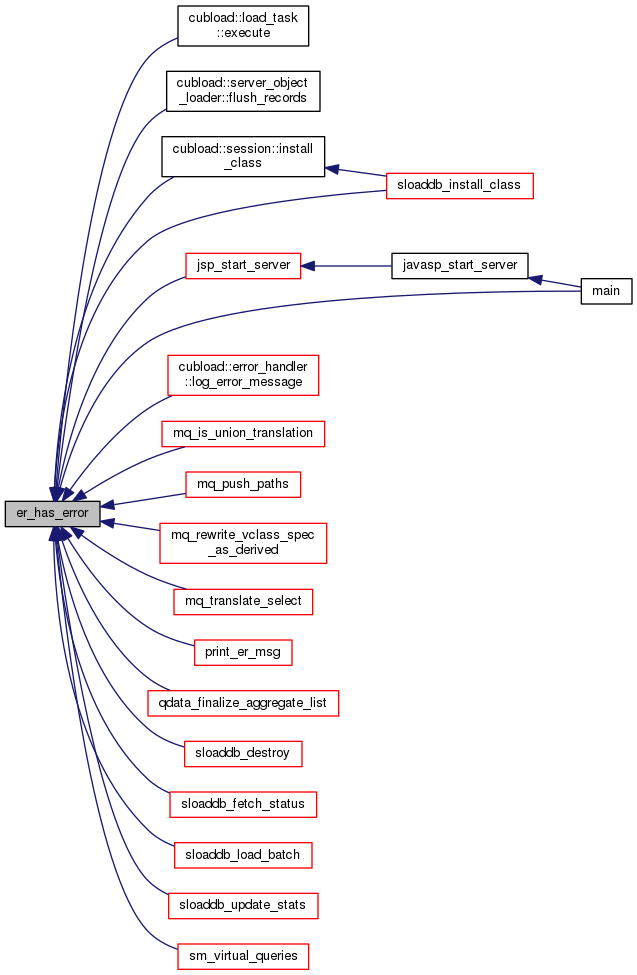 cubload::load_task
::execute
cubload::server_object
_loader::flush_records
cubload::session::install
_class
sloaddb_install_class
jsp_start_server
javasp_start_server
main
cubload::error_handler
::log_error_message
mq_is_union_translation
mq_push_paths
er_has_error
mq_rewrite_vclass_spec
_as_derived
mq_translate_select
print_er_msg
qdata_finalize_aggregate_list
sloaddb_destroy
sloaddb_fetch_status
sloaddb_load_batch
sloaddb_update_stats
sm_virtual_queries